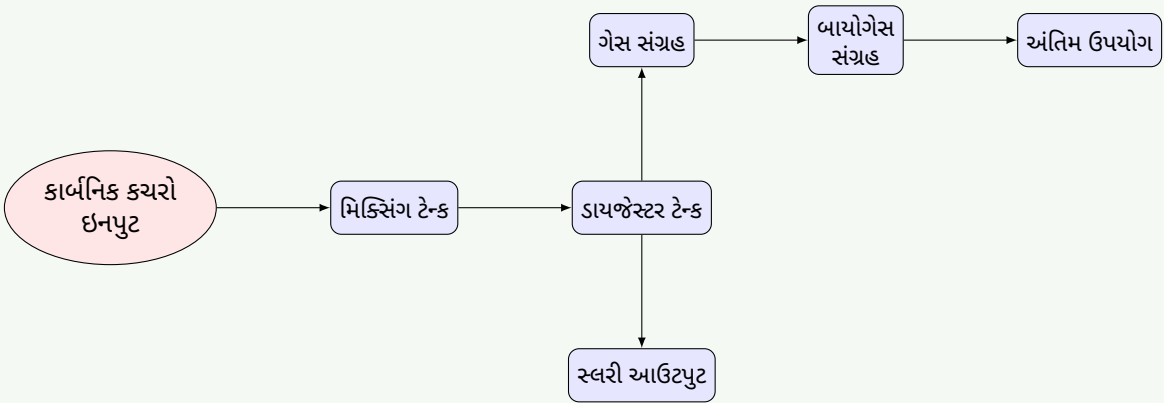 ગેસ સંગ્રહ
બાયોગેસ
સંગ્રહ
અંતિમ ઉપયોગ
કાર્બનિક કચરો
ઇનપુટ
મિક્સિંગ ટેન્ક
ડાયજેસ્ટર ટેન્ક
સ્લરી આઉટપુટ